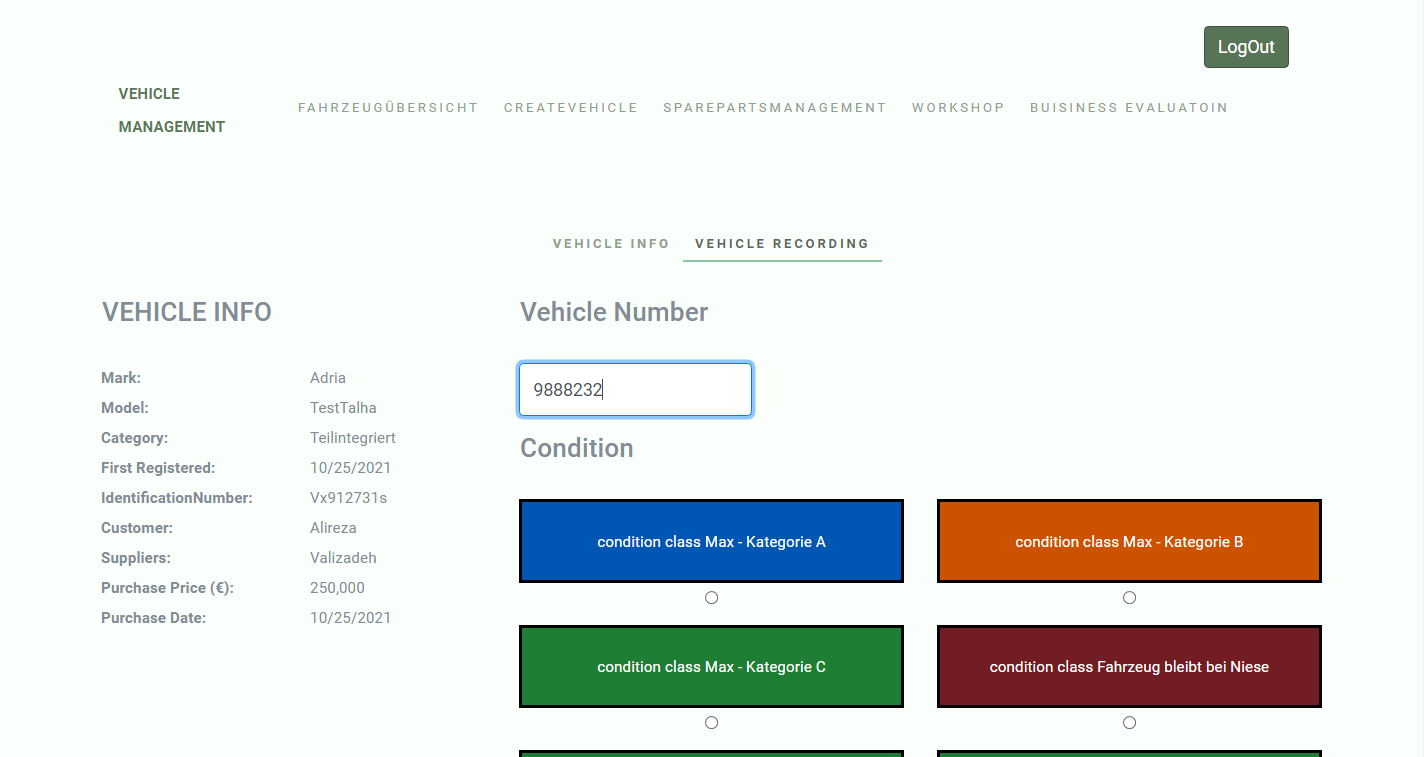 LogOut
VEHICLE
MANAGEMENT
FAHRZEUGÜBERSICHT CREATEVEHICLE SPAREPARTSMANAGEMENT WORKSHOP BUISINESS EVALUATOIN
VEHICLE INFO VEHICLE RECORDING
VEHICLE INFO
Mark: Adria
Model: TestTalha
Category: Teilintegriert
First Registered: 10/25/2021
IdentificationNumber: Vx912731s
Customer: Alireza
Suppliers: Valizadeh
Purchase Price (€): 250,000
Purchase Date: 10/25/2021
Vehicle Number
9888232
Condition
condition class Max - Kategorie A
condition class Max - Kategorie B
condition class Max - Kategorie C
condition class Fahrzeug bleibt bei Niese